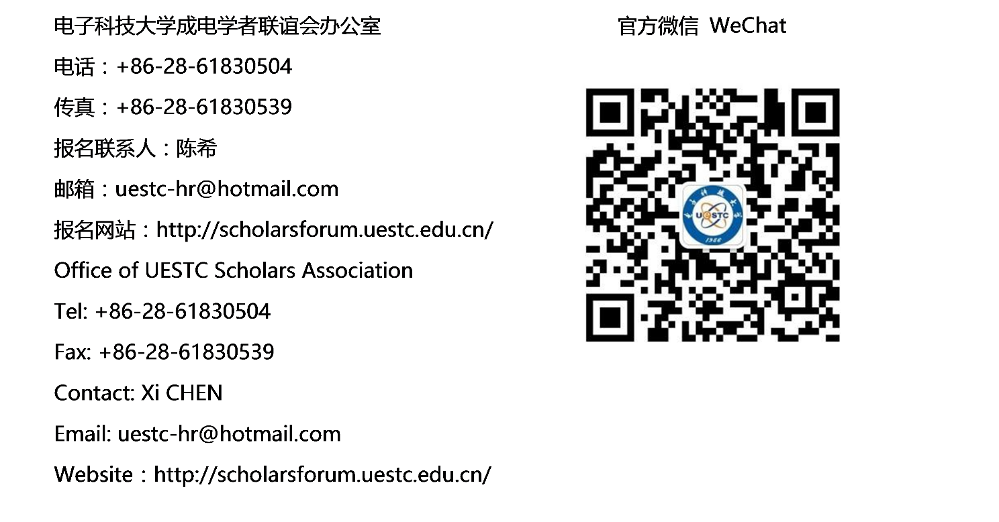 电子科技大学成电学者联谊会办公室
电话：+86-28-61830504
传真：+86-28-61830539
报名联系人：陈希
邮箱：uestc-hr@hotmail.com
报名网站：http://scholarsforum.uestc.edu.cn/
Office of UESTC Scholars Association
Tel: +86-28-61830504
Fax: +86-28-61830539
Contact: Xi CHEN
Email: uestc-hr@hotmail.com
Website：http://scholarsforum.uestc.edu.cn/
官方微信 WeChat
UESTC
1956